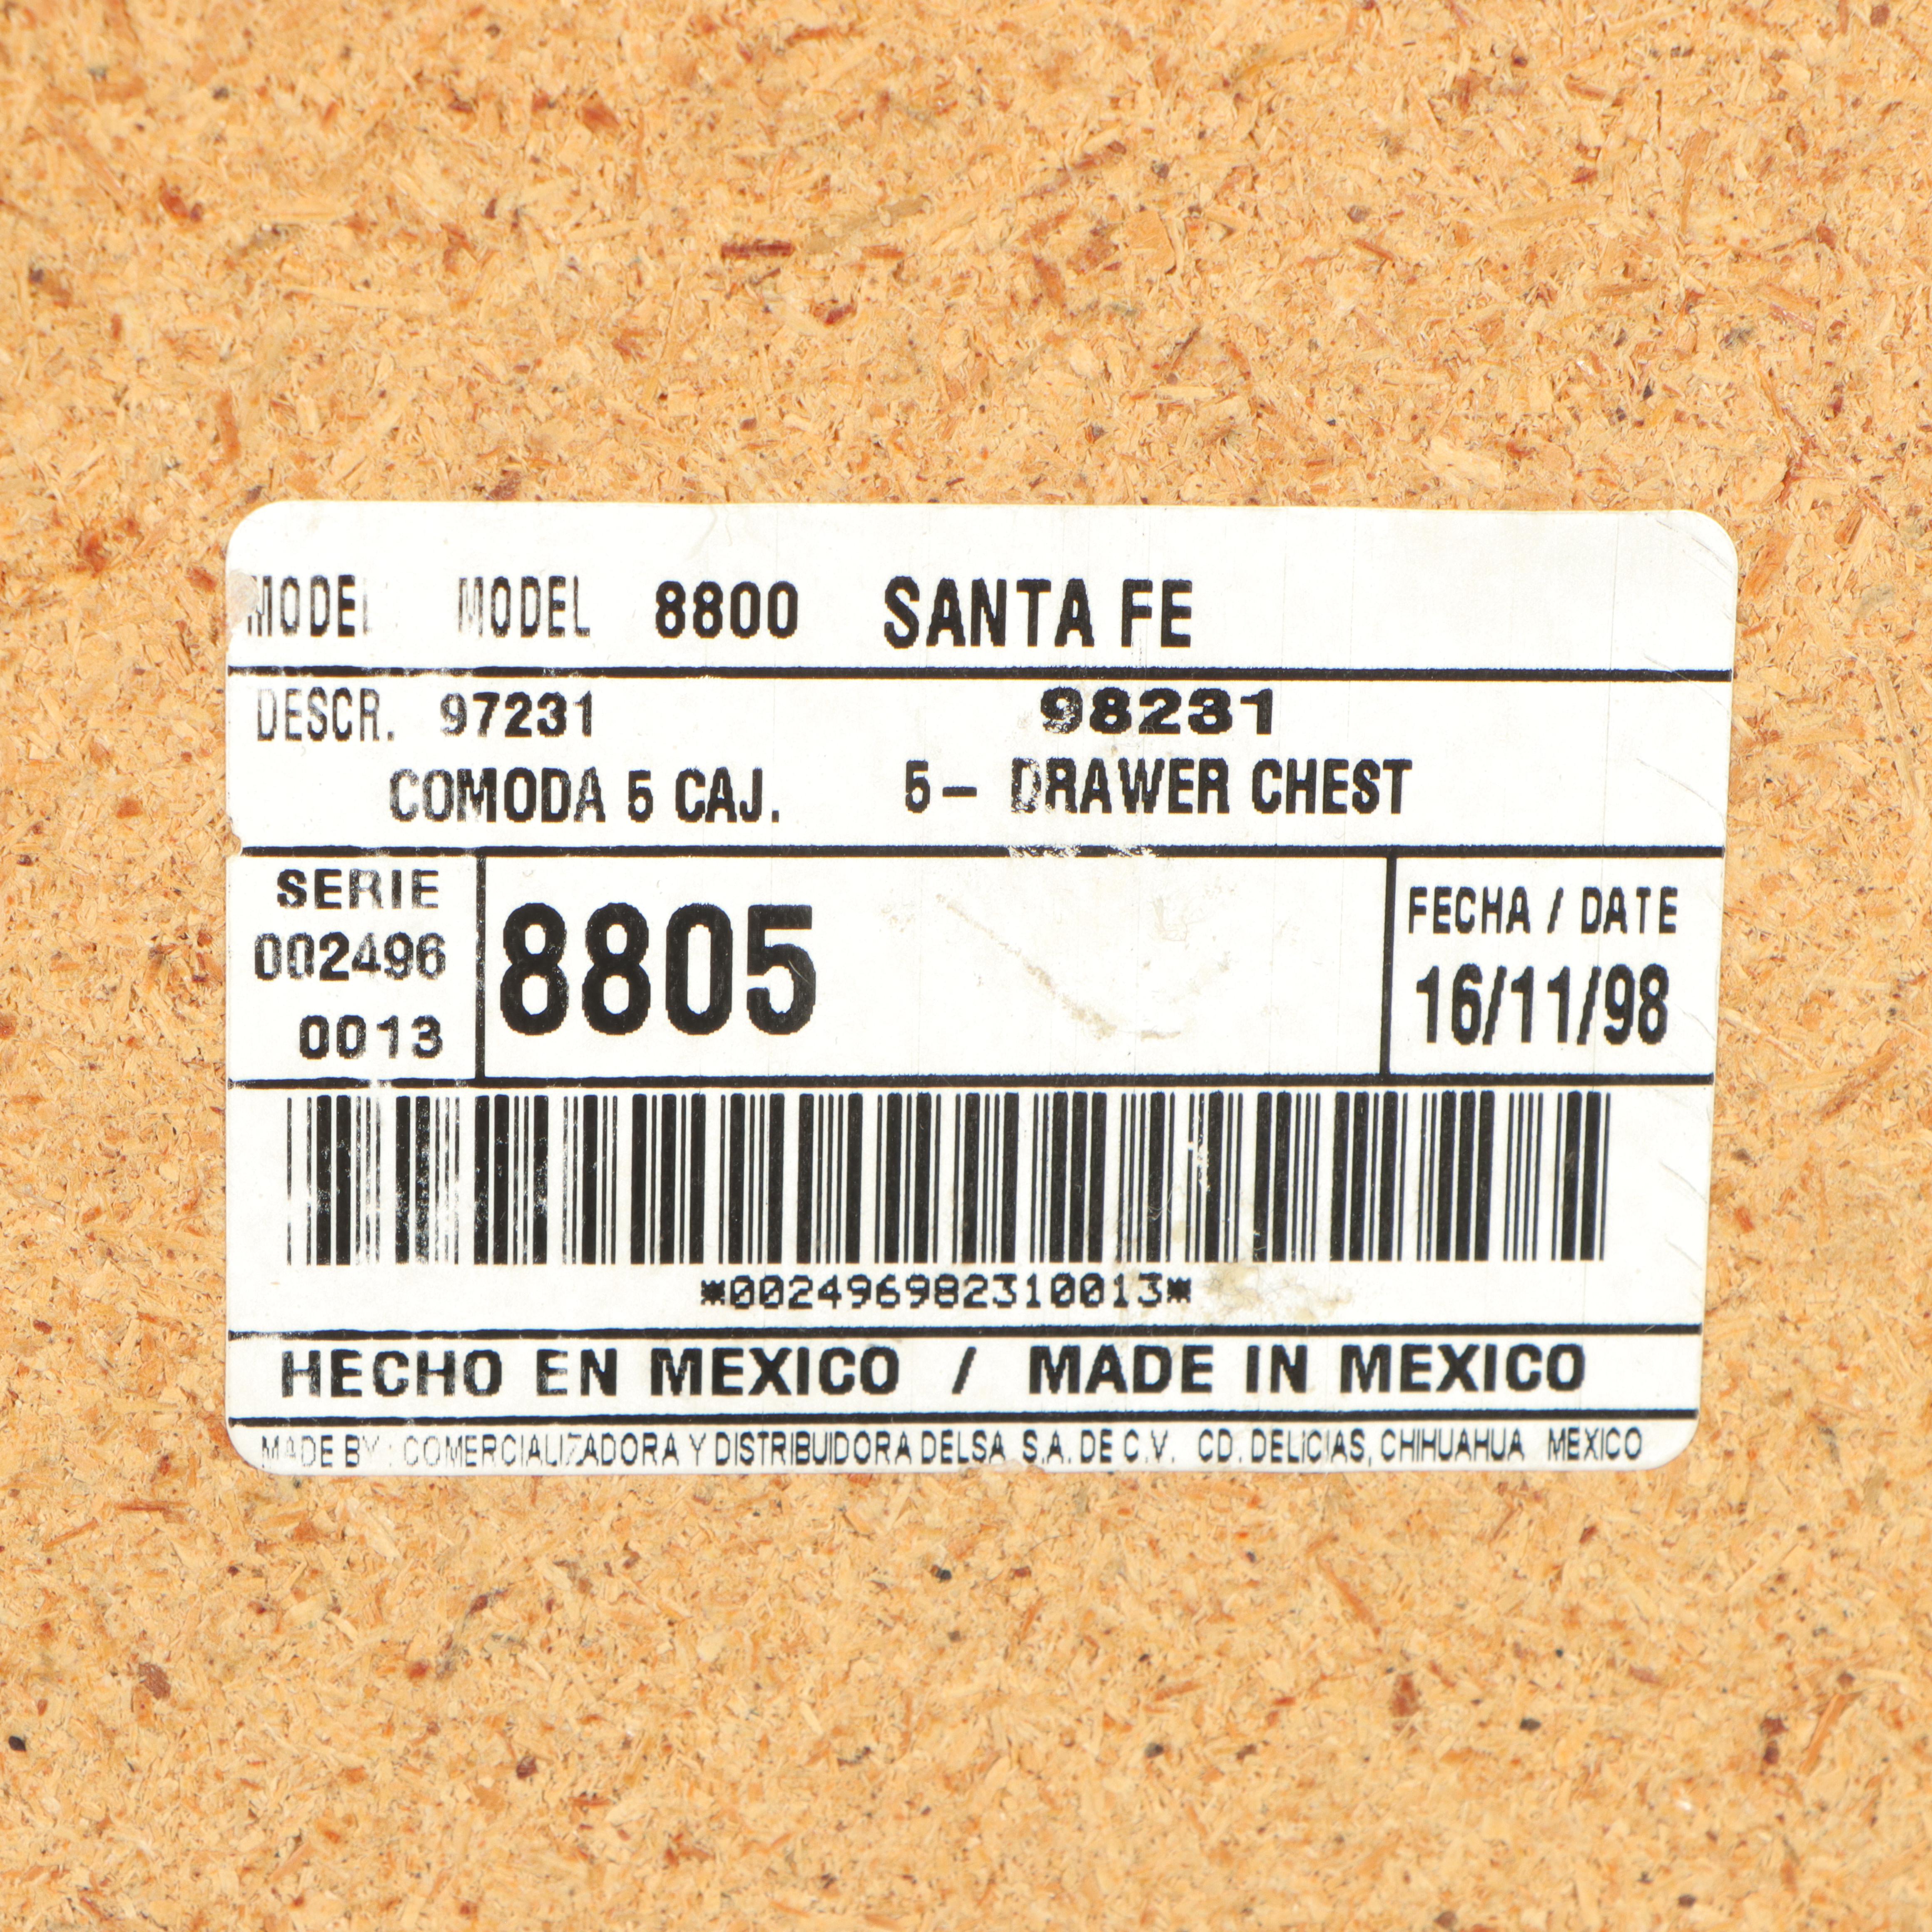 MODEL MODEL 8800 SANTA FE
DESCR. 97231 98231
COMODA 5 CAJ. 5- DRAWER CHEST
SERIE
002496
0013
8805
FECHA / DATE
16/11/98
*002496982310013*
HECHO EN MEXICO / MADE IN MEXICO
MADE BY : COMERCIALIZADORA Y DISTRIBUIDORA DELSA S.A. DE C.V. CD. DELICIAS, CHIHUAHUA MEXICO